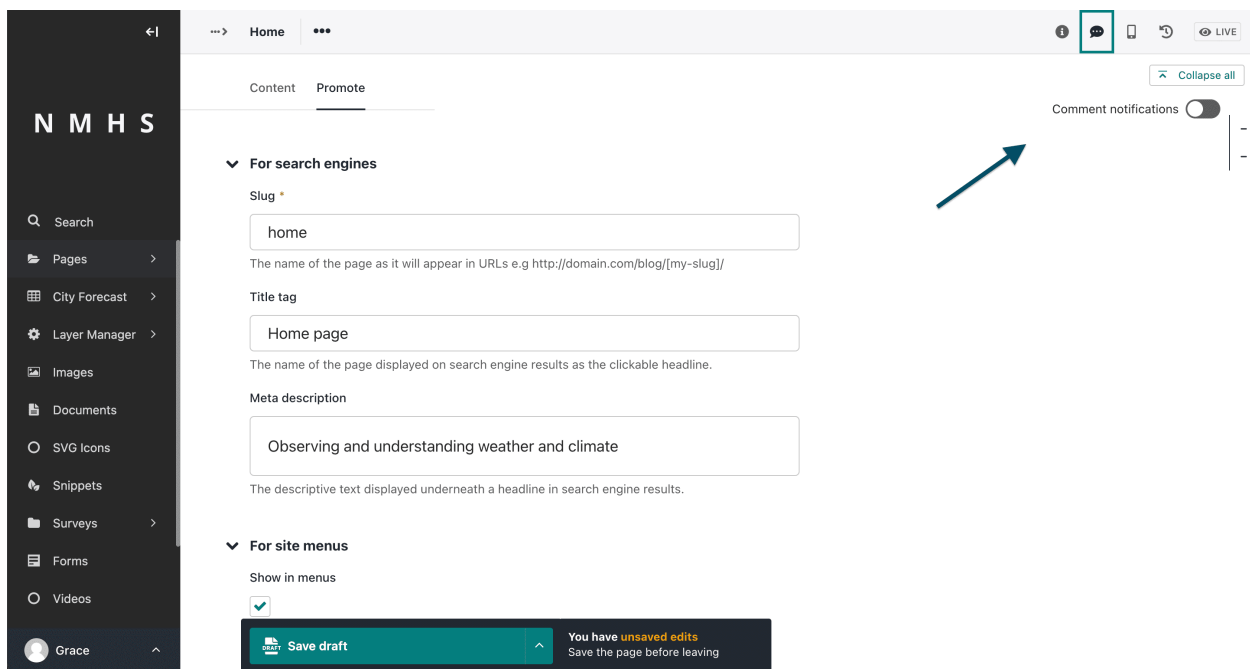 Home
LIVE
Collapse all
Content Promote
Comment notifications
NMHS
For search engines
Slug *
home
The name of the page as it will appear in URLs e.g http://domain.com/blog/[my-slug]/
Title tag
Home page
The name of the page displayed on search engine results as the clickable headline.
Meta description
Observing and understanding weather and climate
The descriptive text displayed underneath a headline in search engine results.
For site menus
Show in menus
Search
Pages
City Forecast
Layer Manager
Images
Documents
SVG Icons
Snippets
Surveys
Forms
Videos
Grace
DRAFT Save draft
You have unsaved edits
Save the page before leaving